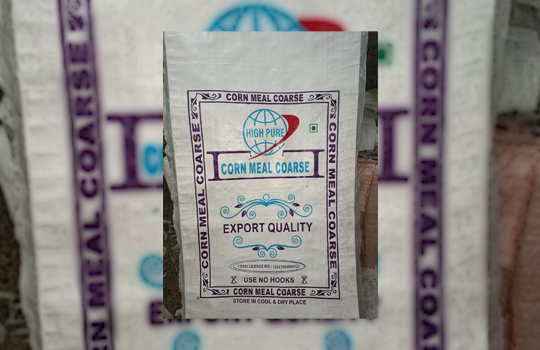 CORN MEAL COARSE
HIGH PURE
CORN MEAL COARSE
CORN MEAL COARSE
CORN MEAL COARSE
EXPORT QUALITY
USE NO HOOKS
CORN MEAL COARSE
STORE IN COOL & DRY PLACE